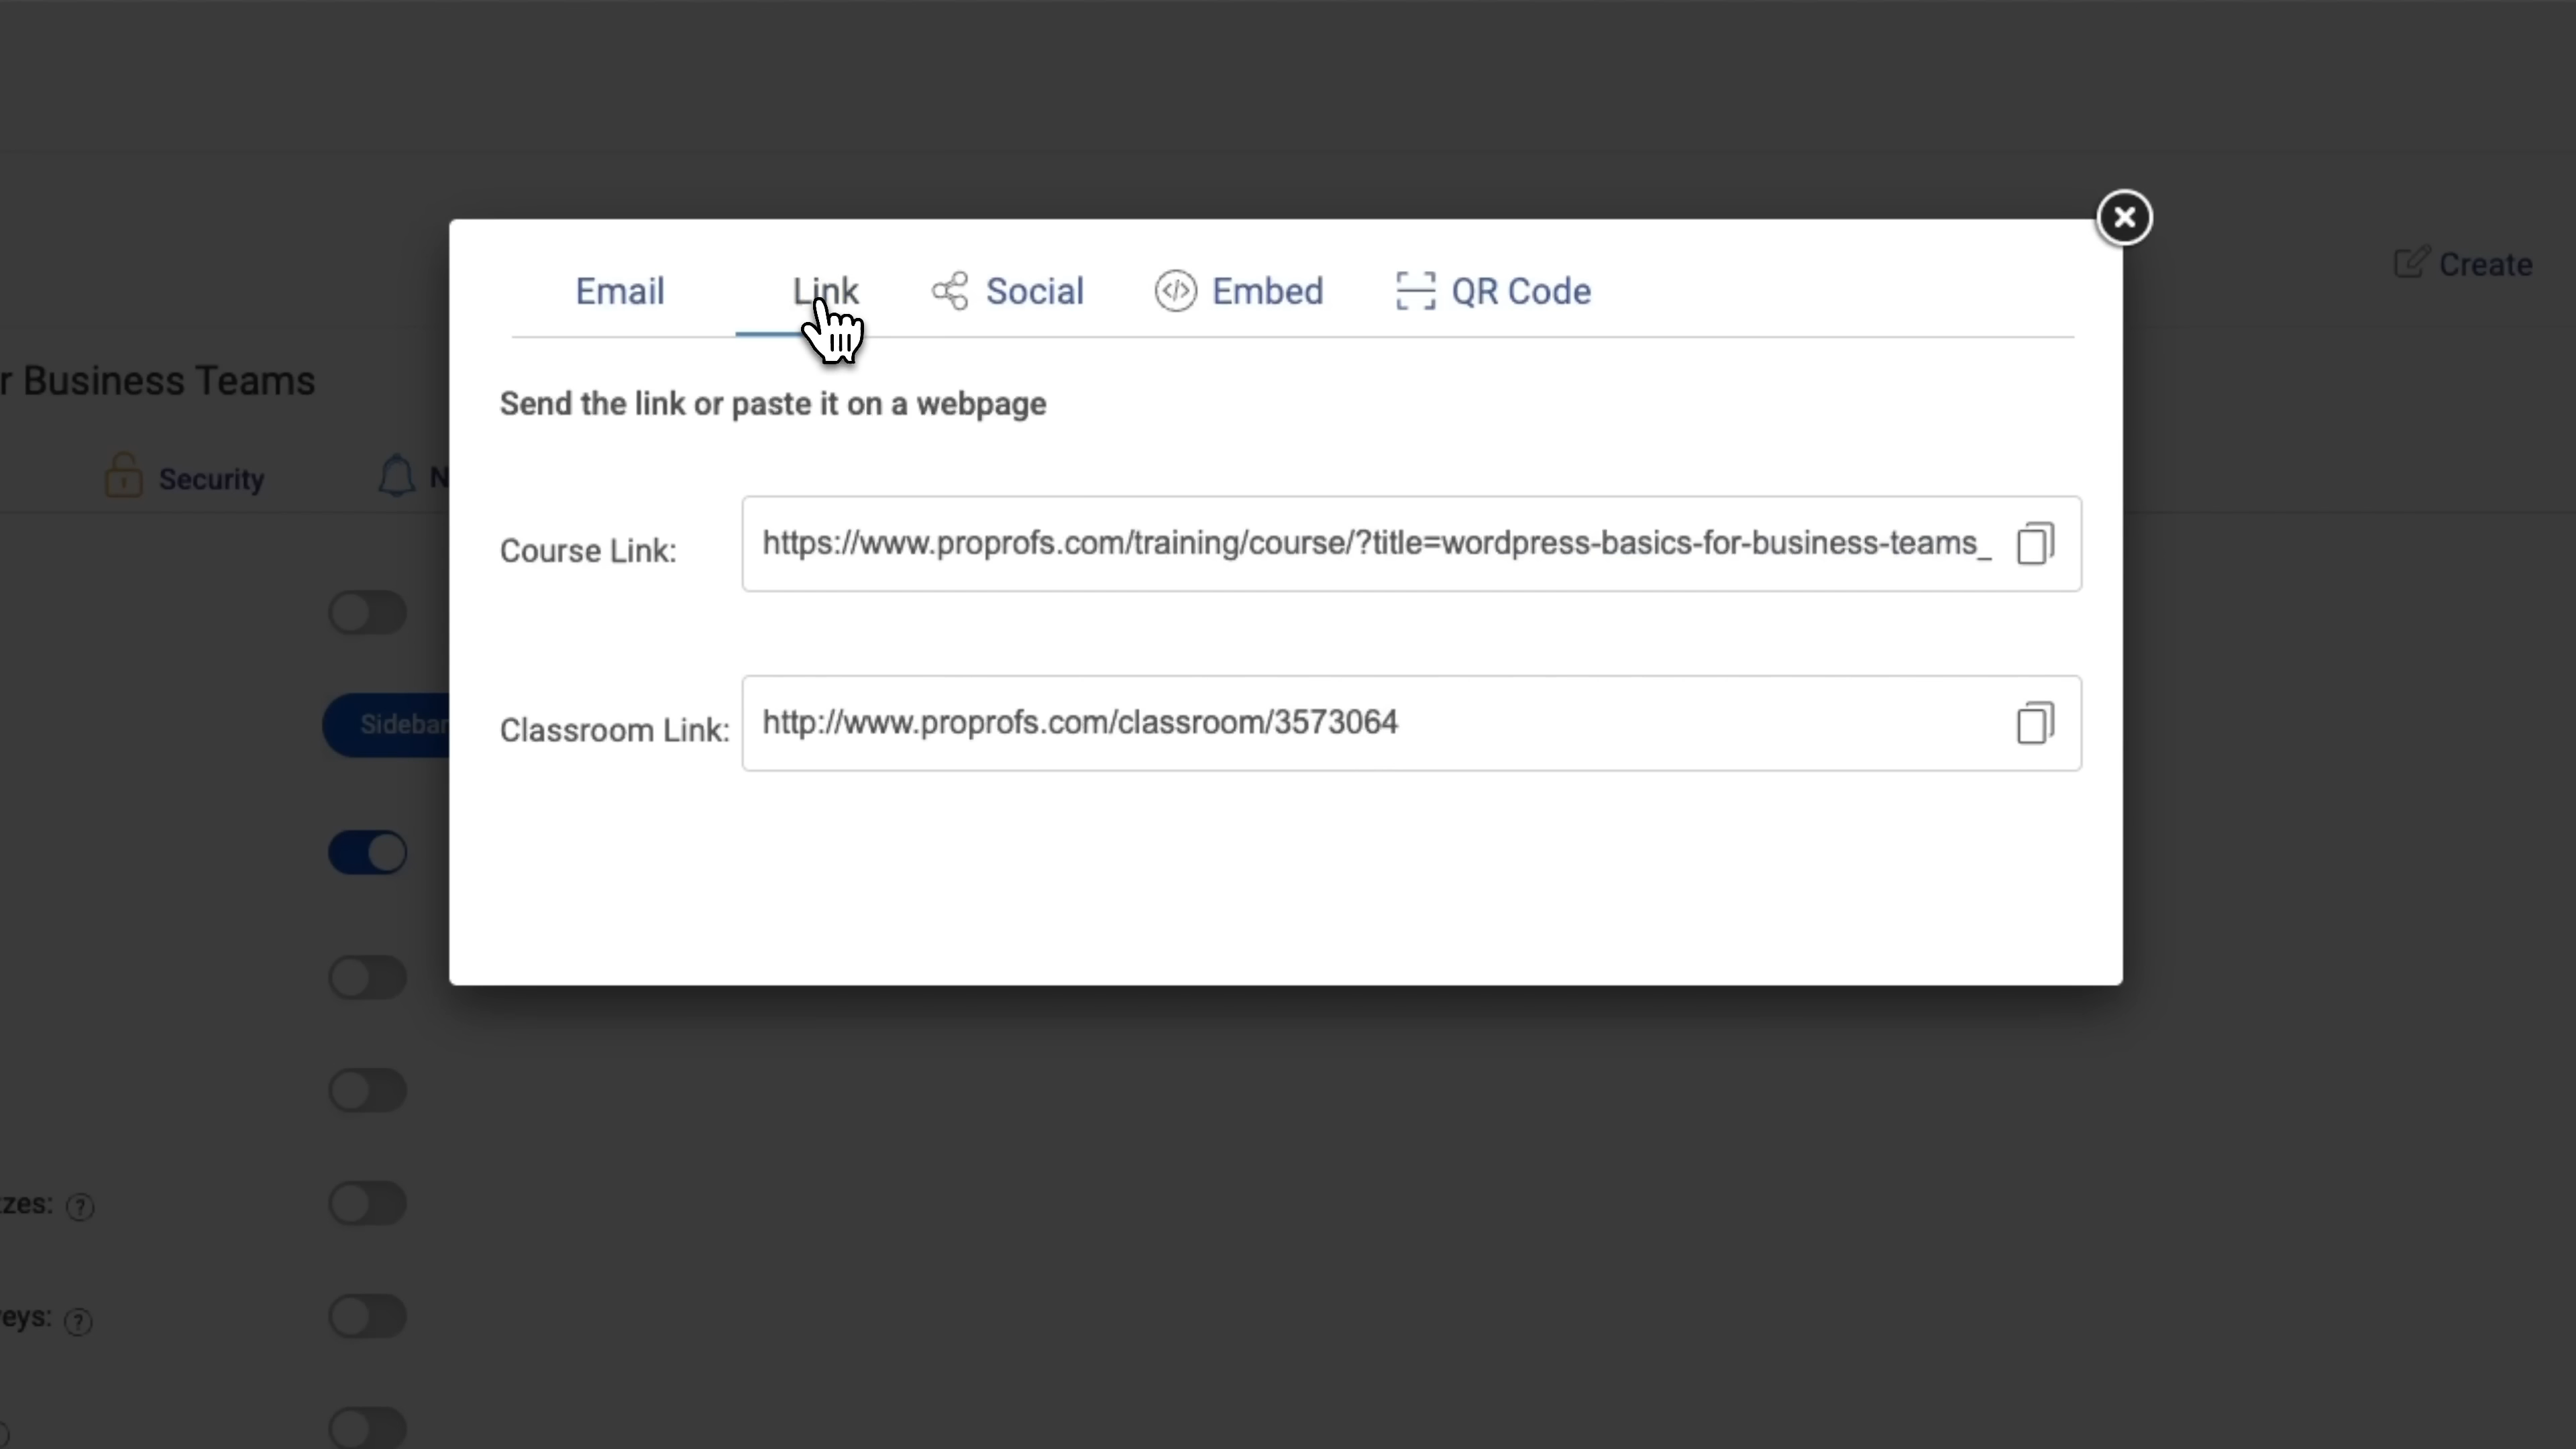 Create
Email Link Social Embed QR Code
Business Teams
Send the link or paste it on a webpage
Security
Course Link: https://www.proprofs.com/training/course/?title=wordpress-basics-for-business-teams_
Sidebar
Classroom Link: http://www.proprofs.com/classroom/3573064